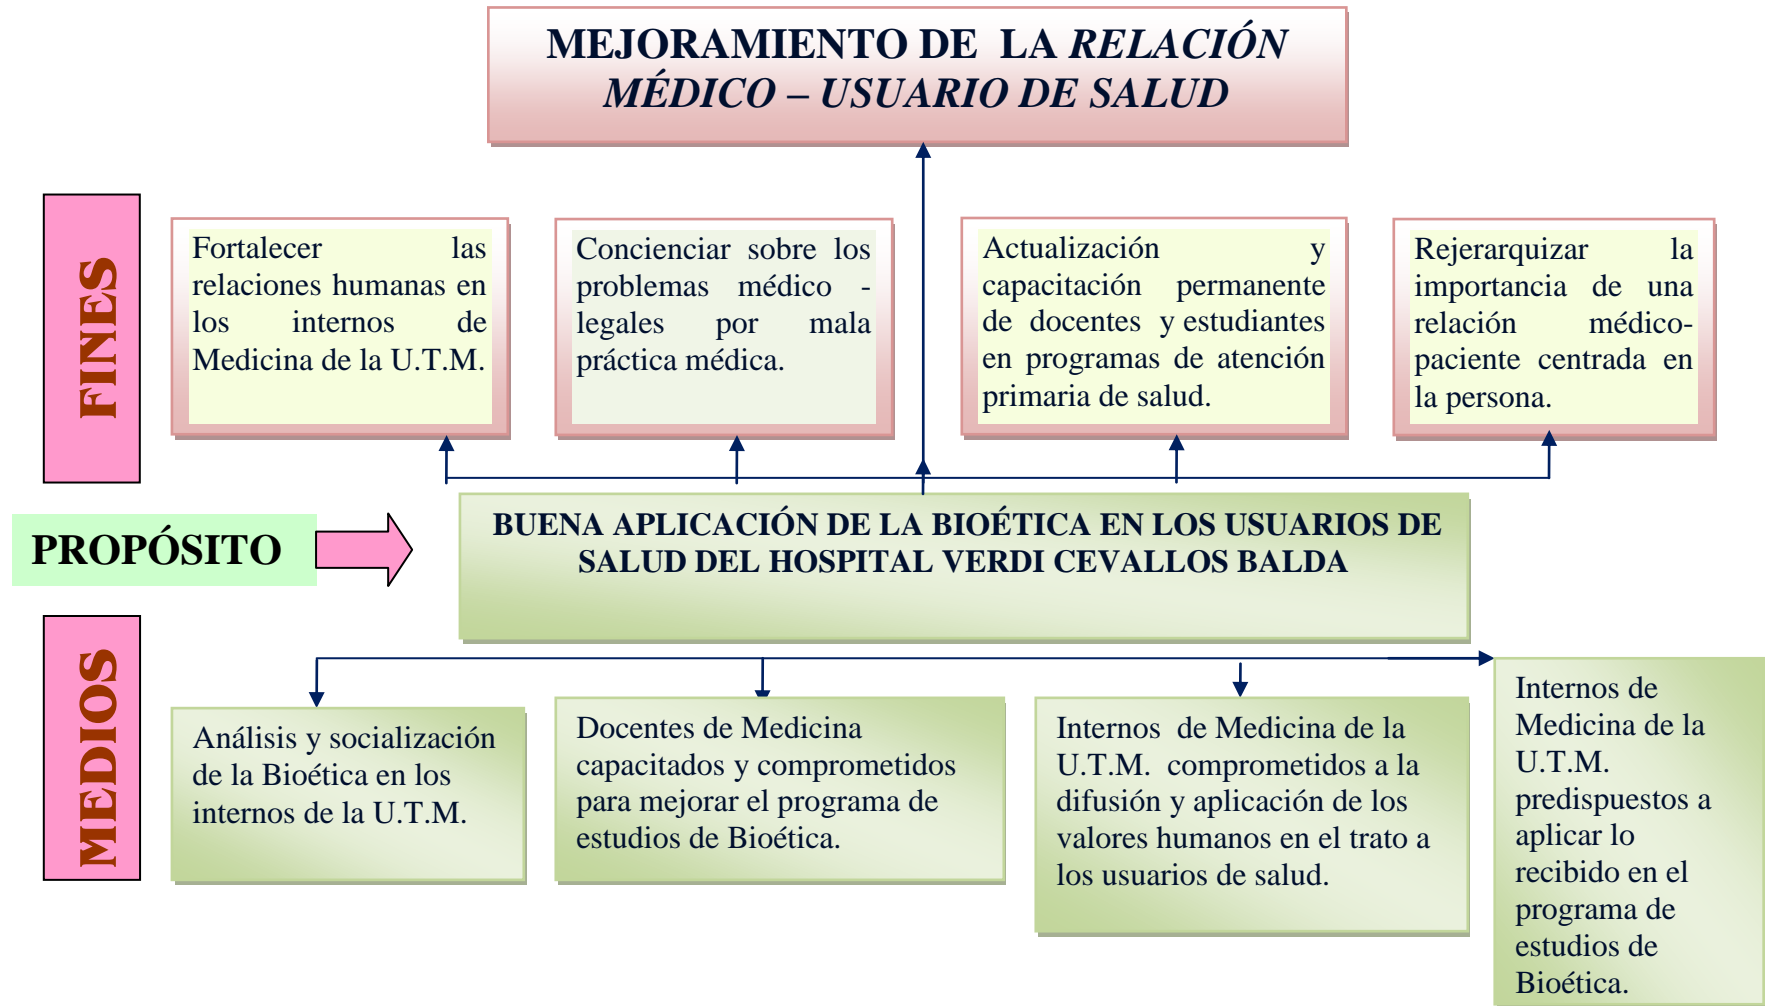 MEJORAMIENTO DE LA RELACIÓN
MÉDICO – USUARIO DE SALUD
FINES
Fortalecer las
relaciones humanas en
los internos de
Medicina de la U.T.M.
Concienciar sobre los
problemas médico -
legales por mala
práctica médica.
Actualización y
capacitación permanente
de docentes y estudiantes
en programas de atención
primaria de salud.
Rejerarquizar la
importancia de una
relación médico-
paciente centrada en
la persona.
PROPÓSITO
BUENA APLICACIÓN DE LA BIOÉTICA EN LOS USUARIOS DE
SALUD DEL HOSPITAL VERDI CEVALLOS BALDA
MEDIOS
Análisis y socialización
de la Bioética en los
internos de la U.T.M.
Docentes de Medicina
capacitados y comprometidos
para mejorar el programa de
estudios de Bioética.
Internos de Medicina de la
U.T.M. comprometidos a la
difusión y aplicación de los
valores humanos en el trato a
los usuarios de salud.
Internos de
Medicina de la
U.T.M.
predispuestos a
aplicar lo
recibido en el
programa de
estudios de
Bioética.